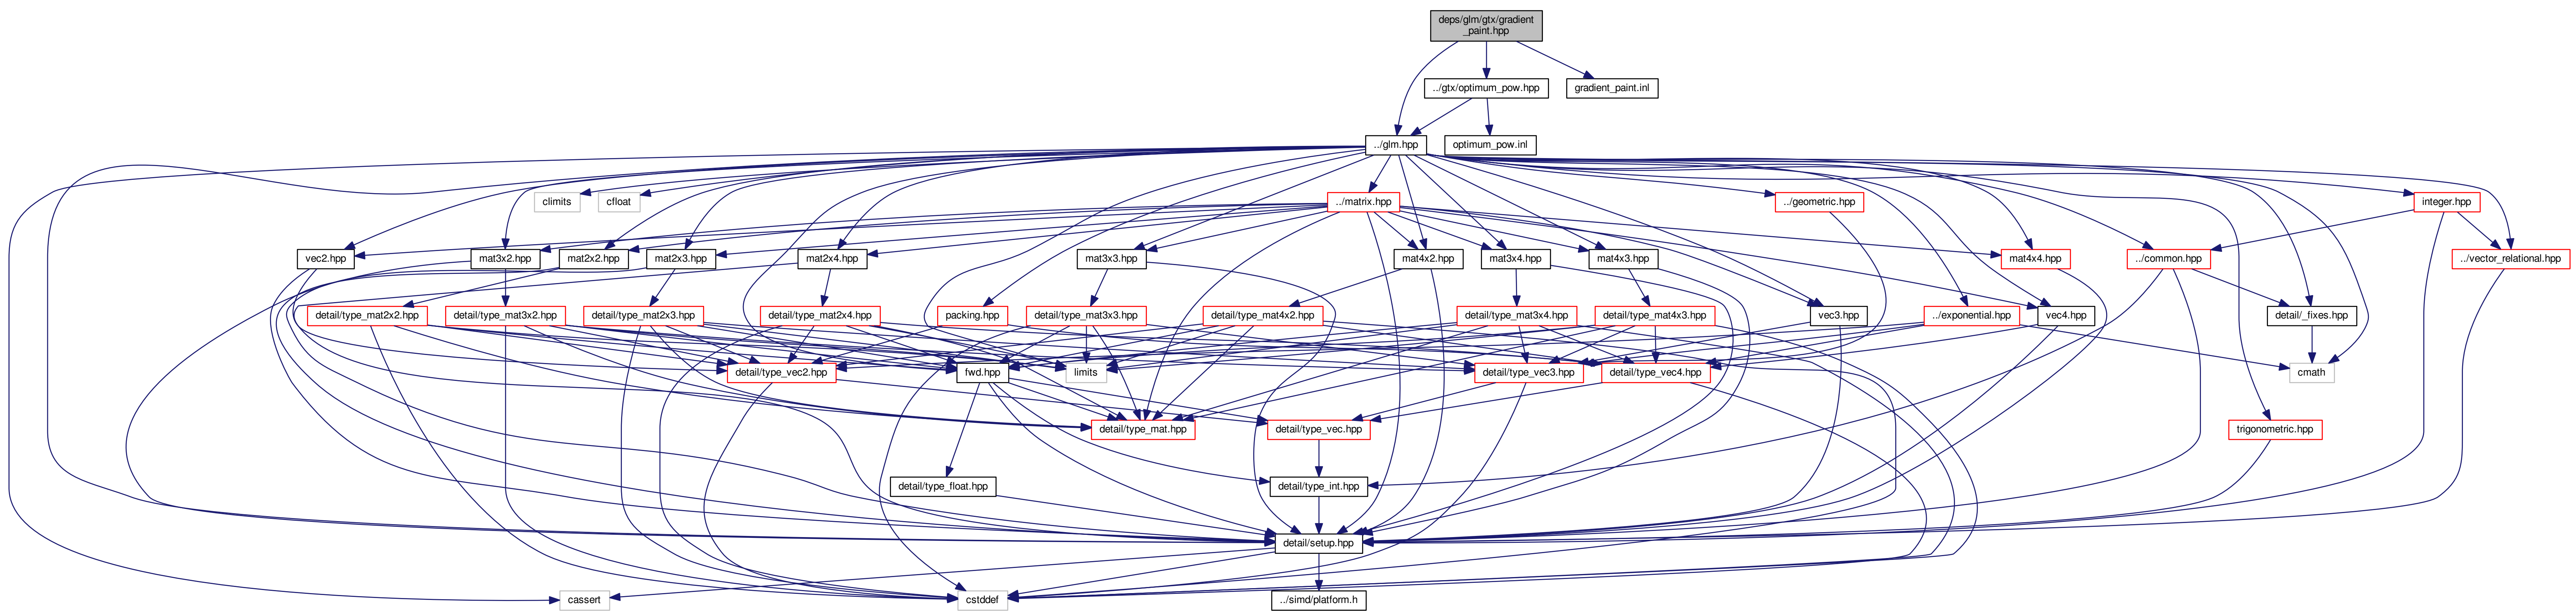 deps/glm/gtx/gradient
_paint.hpp
../gtx/optimum_pow.hpp
gradient_paint.inl
../glm.hpp
optimum_pow.inl
climits
cfloat
../matrix.hpp
../geometric.hpp
integer.hpp
vec2.hpp
mat3x2.hpp
mat2x2.hpp
mat2x3.hpp
mat2x4.hpp
mat3x3.hpp
mat4x2.hpp
mat3x4.hpp
mat4x3.hpp
mat4x4.hpp
../common.hpp
../vector_relational.hpp
detail/type_mat2x2.hpp
detail/type_mat3x2.hpp
detail/type_mat2x3.hpp
detail/type_mat2x4.hpp
packing.hpp
detail/type_mat3x3.hpp
detail/type_mat4x2.hpp
detail/type_mat3x4.hpp
detail/type_mat4x3.hpp
vec3.hpp
../exponential.hpp
vec4.hpp
detail/_fixes.hpp
detail/type_vec2.hpp
fwd.hpp
limits
detail/type_vec3.hpp
detail/type_vec4.hpp
cmath
detail/type_mat.hpp
detail/type_vec.hpp
trigonometric.hpp
detail/type_float.hpp
detail/type_int.hpp
detail/setup.hpp
cassert
cstddef
../simd/platform.h